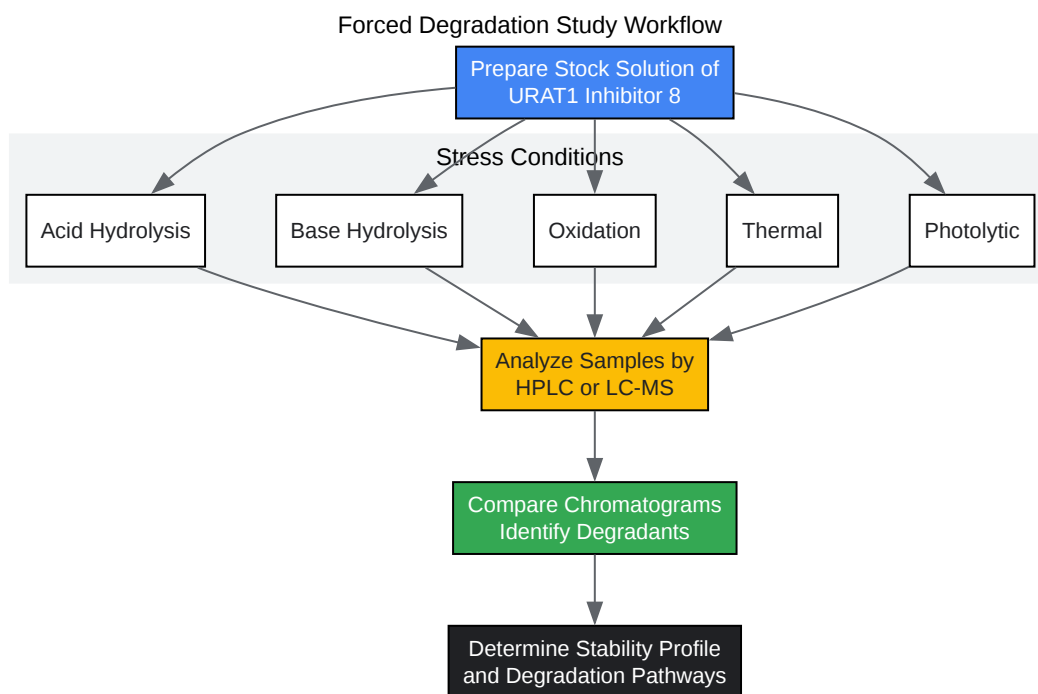 Forced Degradation Study Workflow
Prepare Stock Solution of
URAT1 Inhibitor 8
Stress Conditions
Acid Hydrolysis
Base Hydrolysis
Oxidation
Thermal
Photolytic
Analyze Samples by
HPLC or LC-MS
Compare Chromatograms
Identify Degradants
Determine Stability Profile
and Degradation Pathways